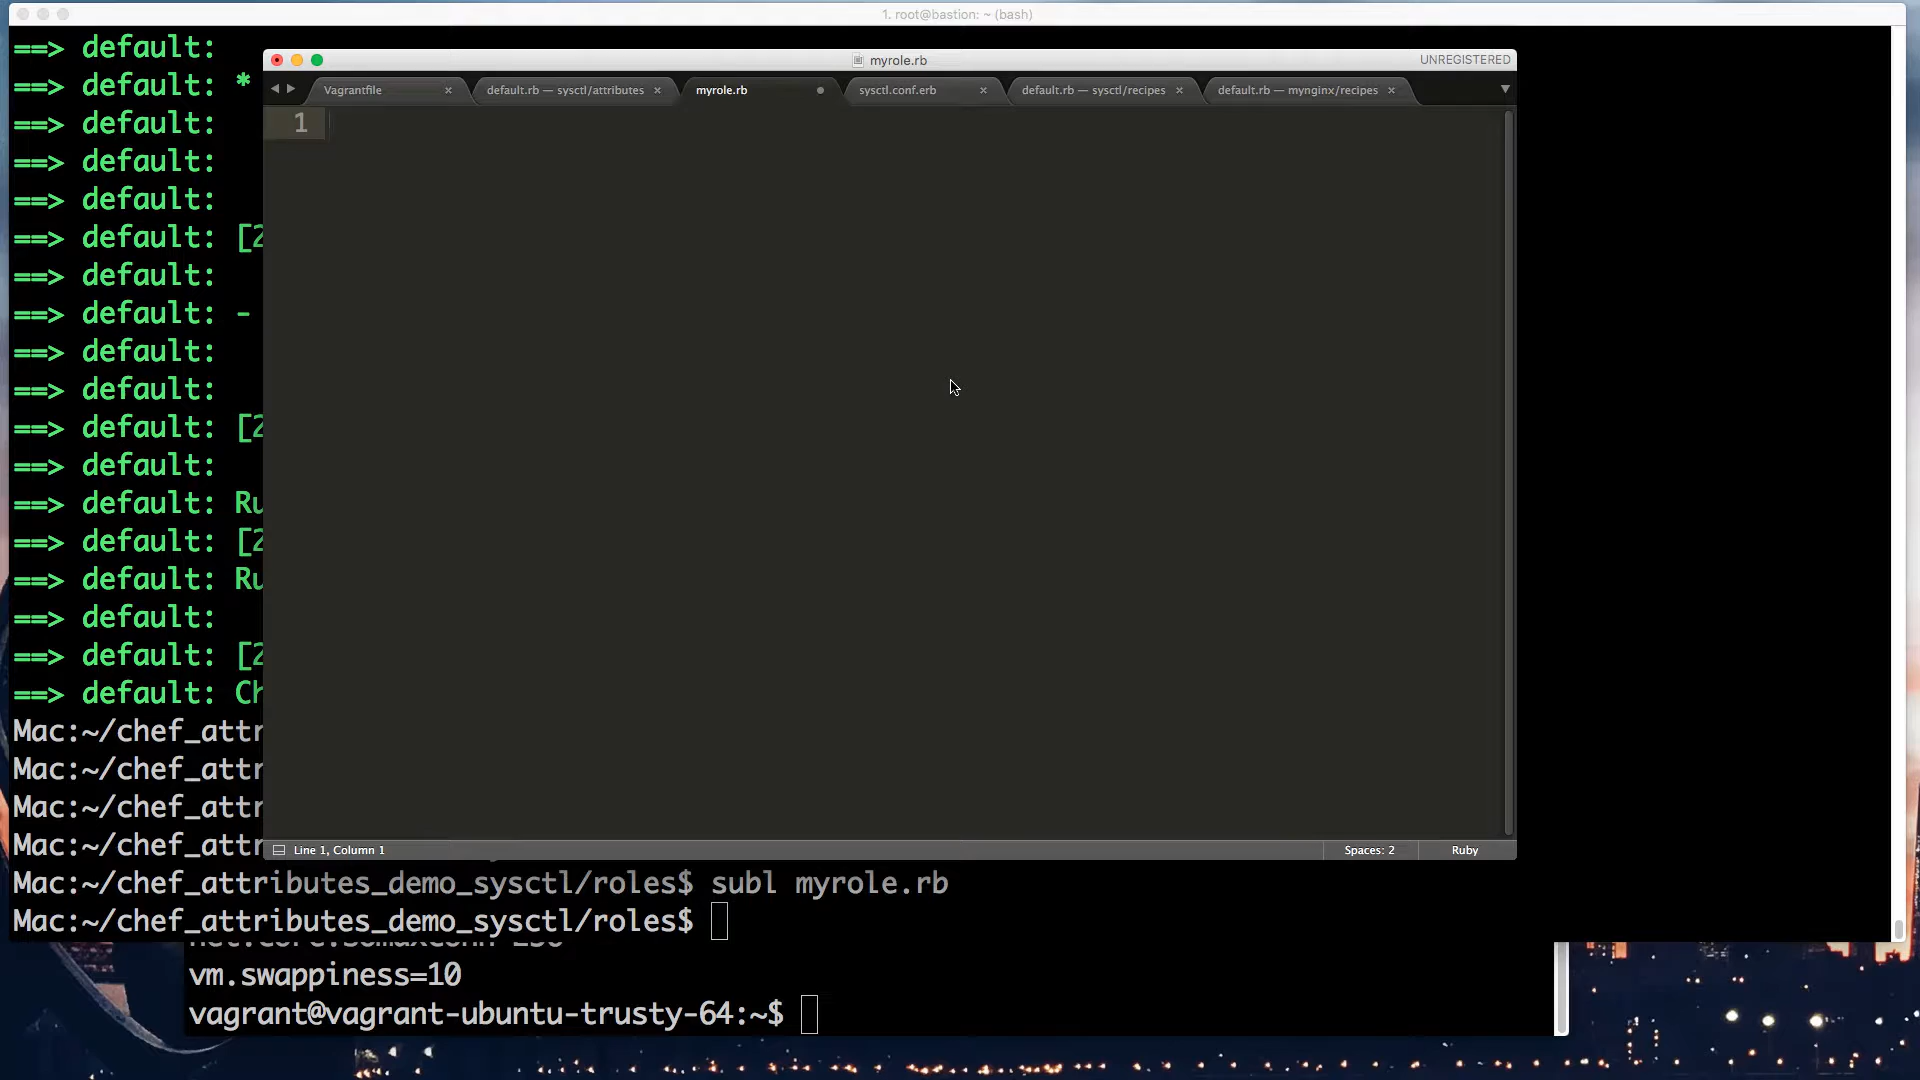 1. root@bastion: ~ (bash)
==> default:
==> default: *
==> default:
==> default:
==> default:
==> default: [2
==> default:
==> default: -
==> default:
==> default:
==> default: [2
==> default:
==> default: Ru
==> default: [2
==> default: Ru
==> default:
==> default: [2
==> default: Ch
Mac:~/chef_attr
Mac:~/chef_attr
Mac:~/chef_attr
Mac:~/chef_attr
Mac:~/chef_attributes_demo_sysctl/roles$ subl myrole.rb
Mac:~/chef_attributes_demo_sysctl/roles$
myrole.rb
UNREGISTERED
Vagrantfile
default.rb — sysctl/attributes
myrole.rb
sysctl.conf.erb
default.rb — sysctl/recipes
default.rb — mynginx/recipes
1
Line 1, Column 1
Spaces: 2
Ruby
vm.swappiness=10
vagrant@vagrant-ubuntu-trusty-64:~$